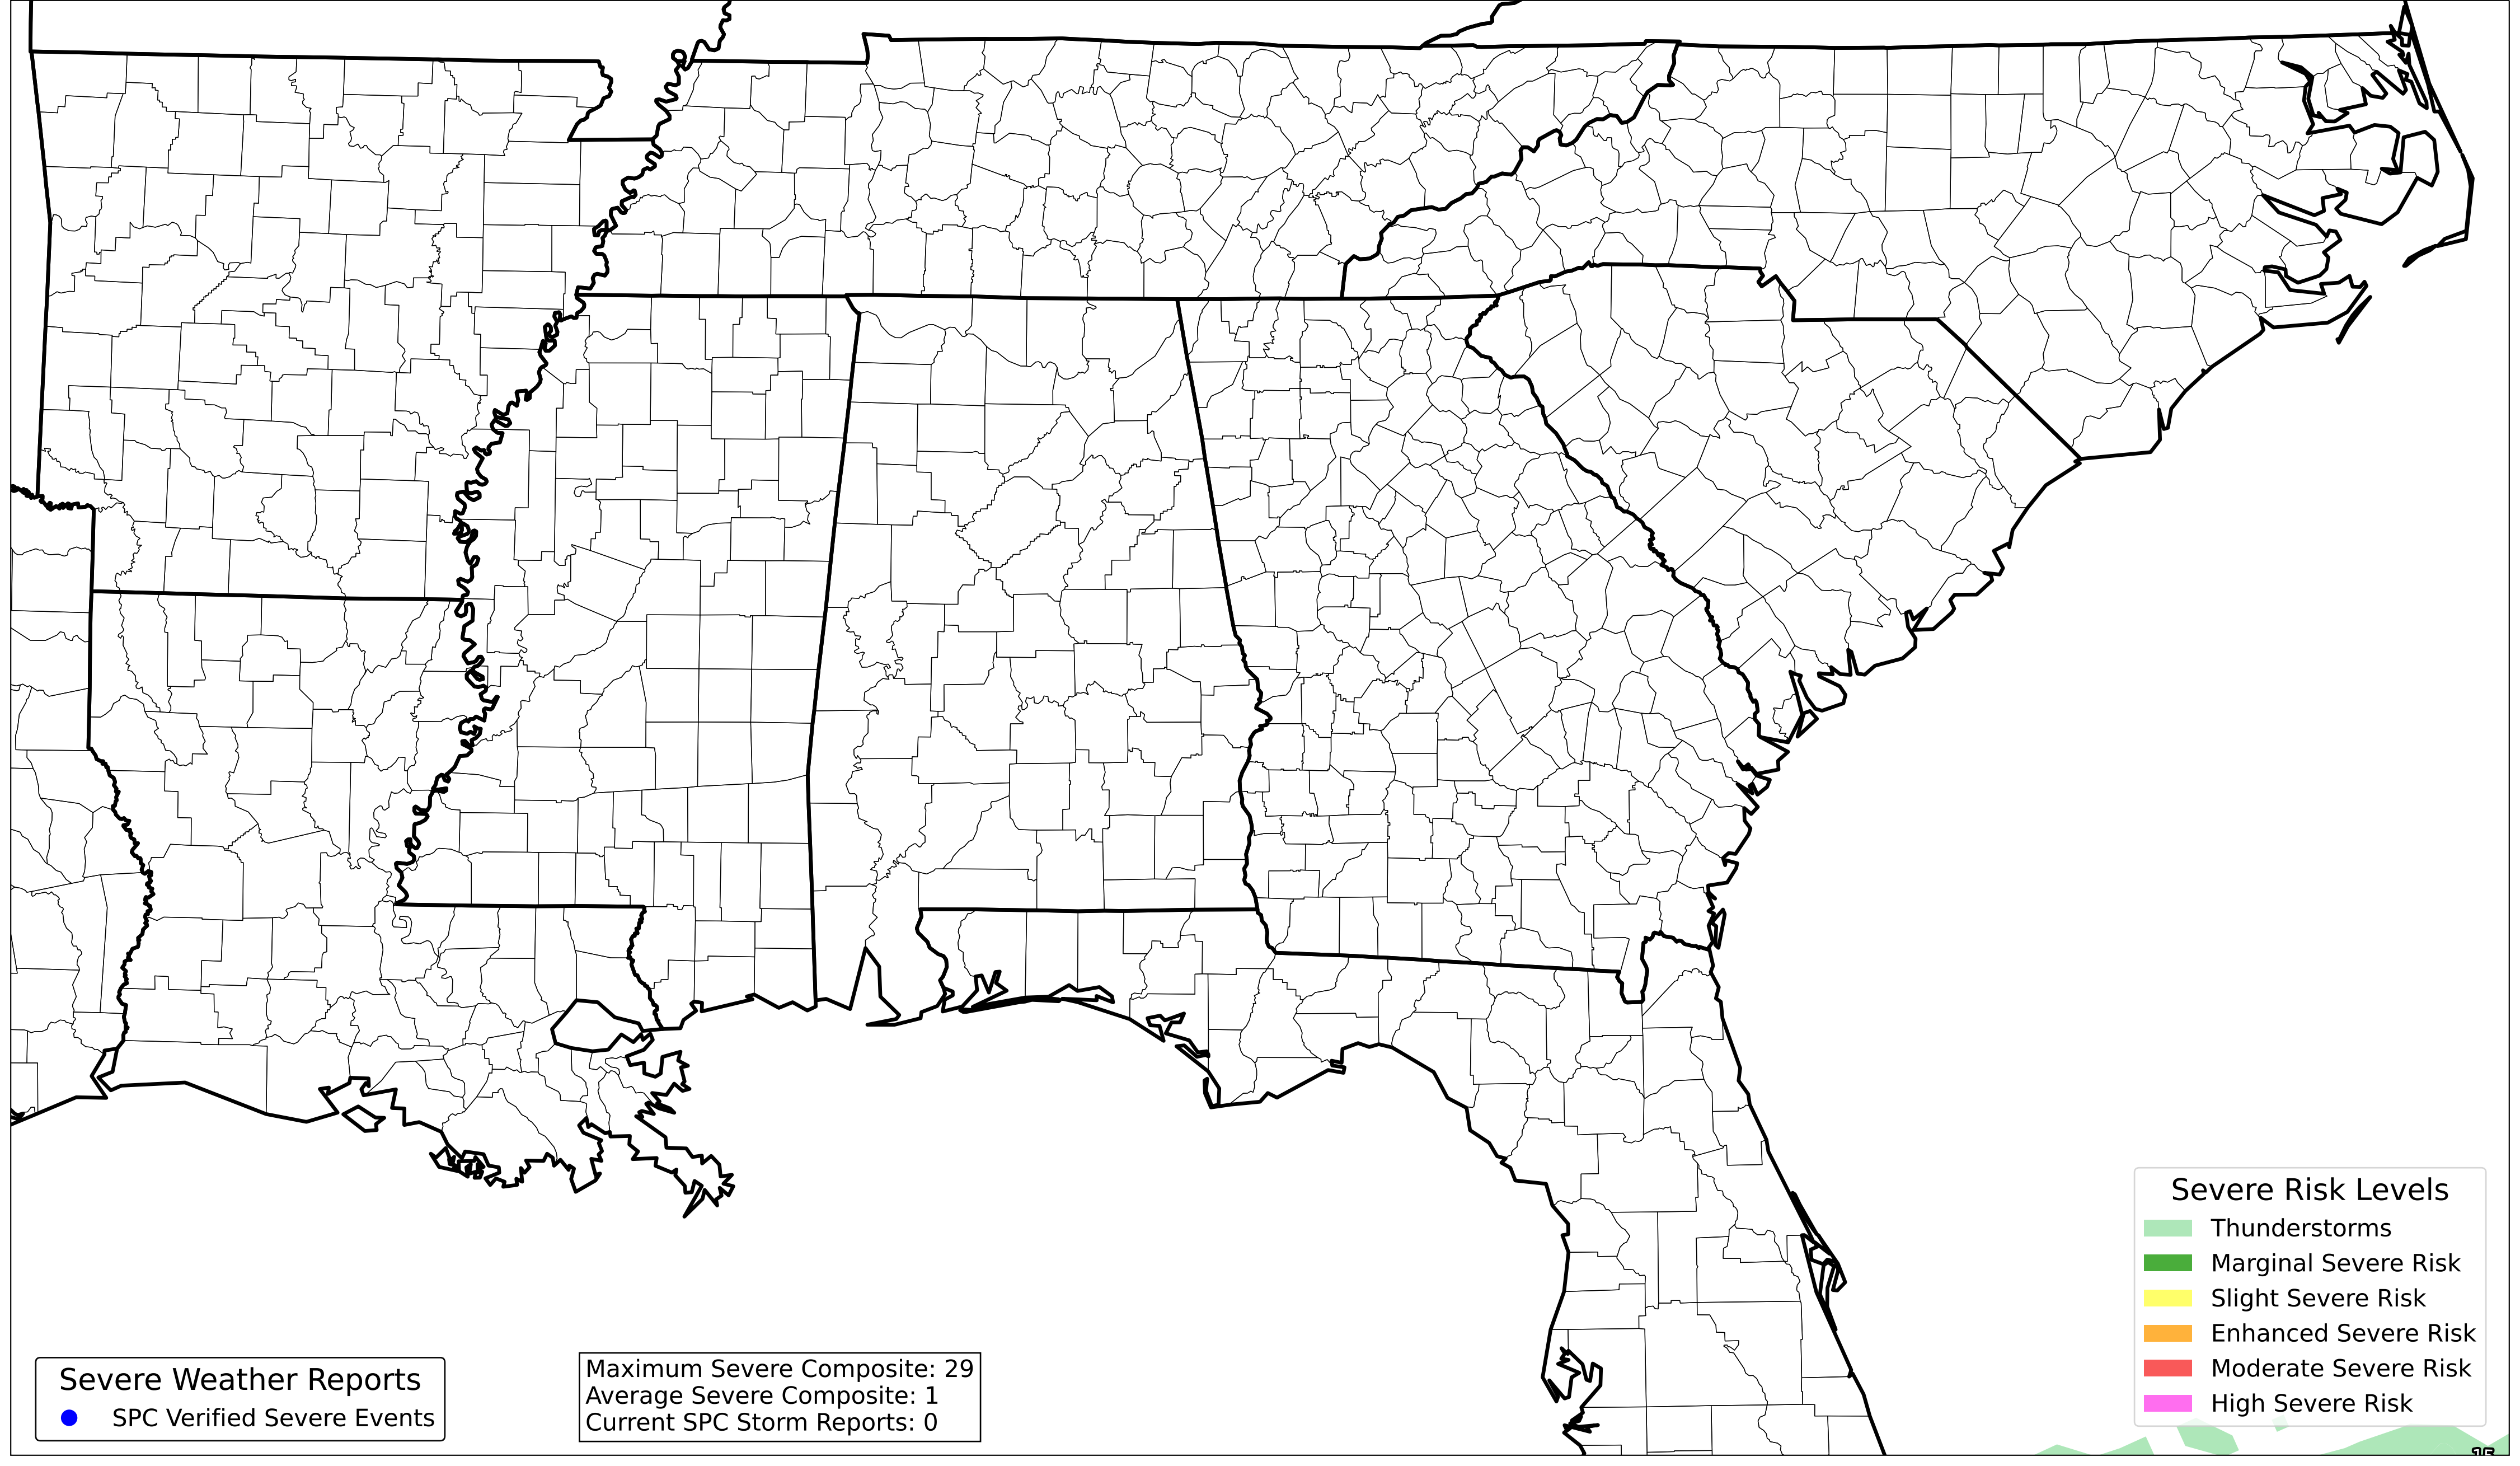 Severe Weather Reports
SPC Verified Severe Events
Maximum Severe Composite: 29
Average Severe Composite: 1
Current SPC Storm Reports: 0
Severe Risk Levels
Thunderstorms
Marginal Severe Risk
Slight Severe Risk
Enhanced Severe Risk
Moderate Severe Risk
High Severe Risk